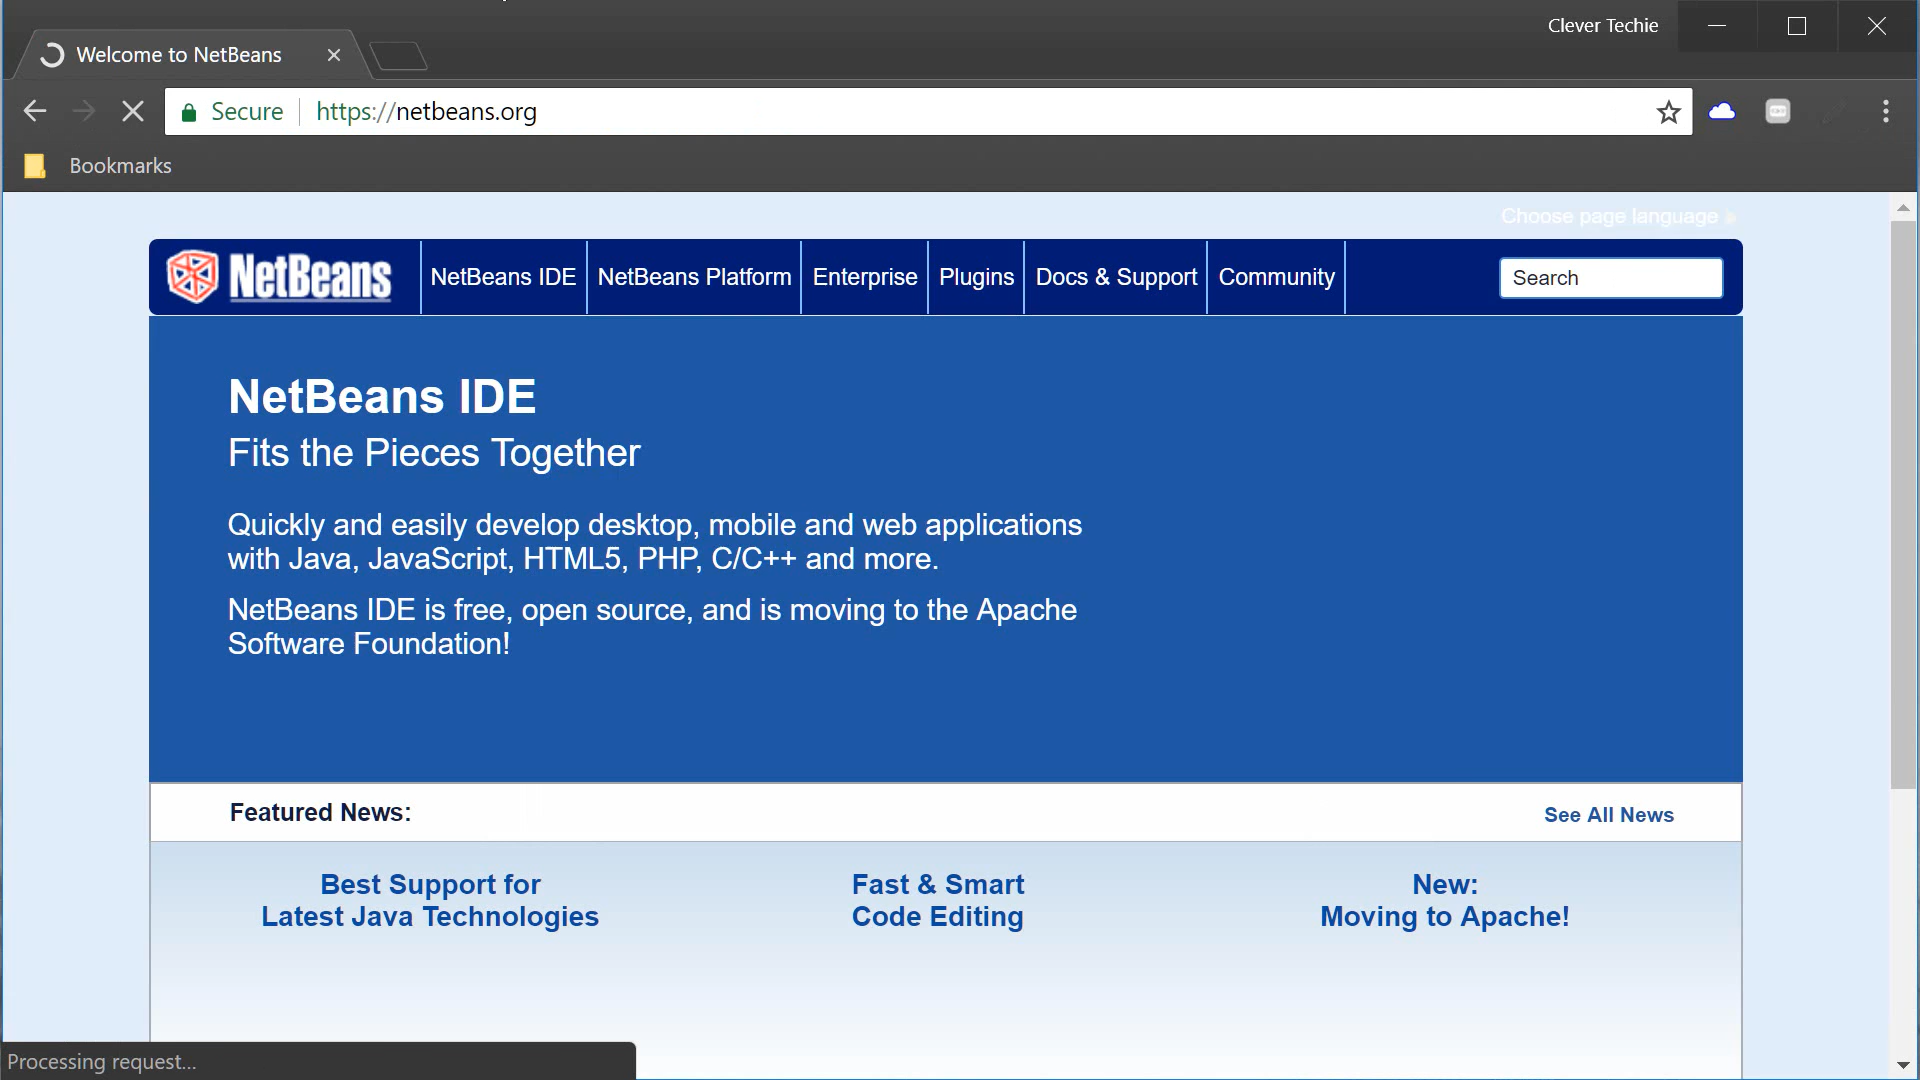 Clever Techie
Welcome to NetBeans
Secure https://netbeans.org
Bookmarks
Choose page language
NetBeans NetBeans IDE NetBeans Platform Enterprise Plugins Docs & Support Community Search
NetBeans IDE
Fits the Pieces Together
Quickly and easily develop desktop, mobile and web applications
with Java, JavaScript, HTML5, PHP, C/C++ and more.
NetBeans IDE is free, open source, and is moving to the Apache
Software Foundation!
Featured News: See All News
Best Support for
Latest Java Technologies
Fast & Smart
Code Editing
New:
Moving to Apache!
Processing request...